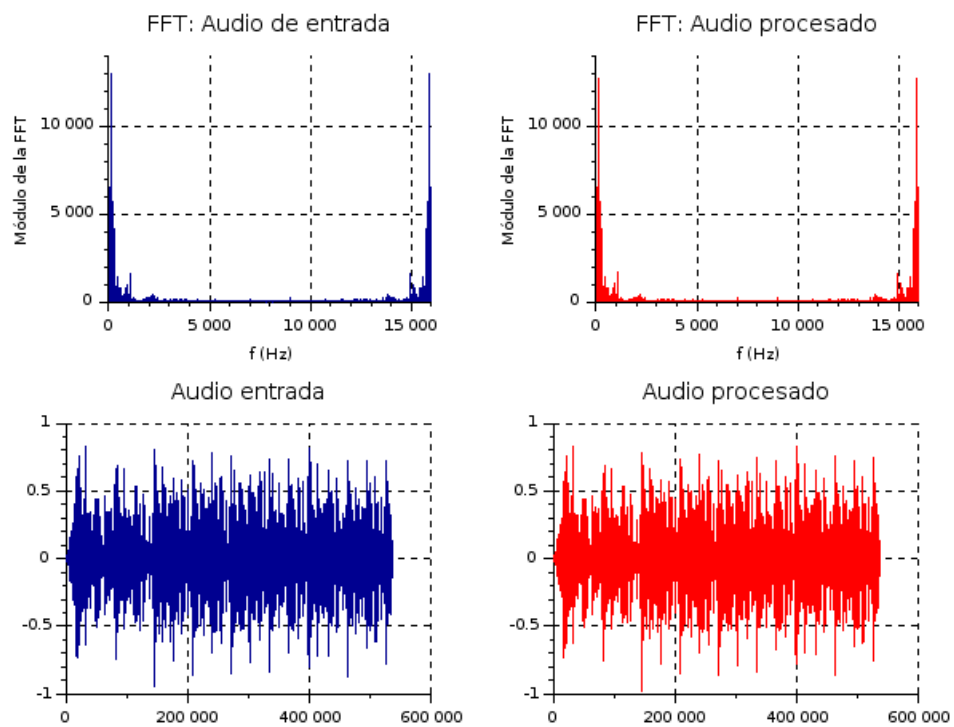 FFT: Audio de entrada
Módulo de la FFT
10 000
5 000
0
0 5 000 10 000 15 000
f (Hz)
FFT: Audio procesado
Módulo de la FFT
10 000
5 000
0
0 5 000 10 000 15 000
f (Hz)
Audio entrada
1
0.5
0
-0.5
-1
0 200 000 400 000 600 000
Audio procesado
1
0.5
0
-0.5
-1
0 200 000 400 000 600 000